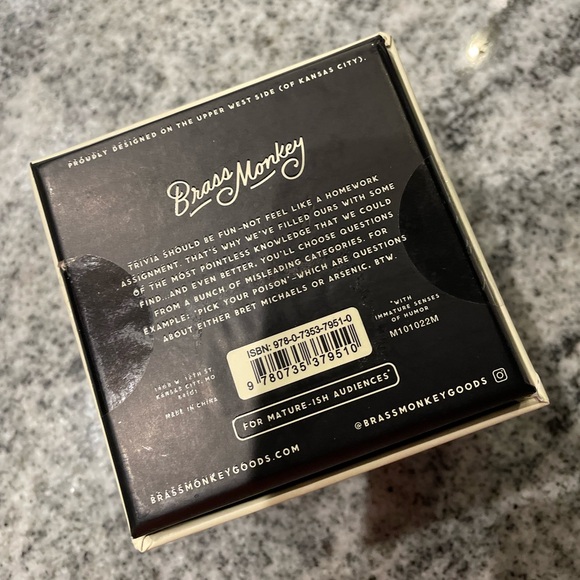 PROUDLY DESIGNED ON THE UPPER WEST SIDE (OF KANSAS CITY).
Brass Monkey
TRIVIA SHOULD BE FUN–NOT FEEL LIKE A HOMEWORK
ASSIGNMENT. THAT'S WHY WE'VE FILLED OURS WITH SOME
OF THE MOST POINTLESS KNOWLEDGE THAT WE COULD
FIND...AND EVEN BETTER, YOU'LL CHOOSE QUESTIONS
FROM A BUNCH OF MISLEADING CATEGORIES. FOR
EXAMPLE: "PICK YOUR POISON"–WHICH ARE QUESTIONS
ABOUT EITHER BRET MICHAELS OR ARSENIC, BTW.
*WITH
IMMATURE SENSES
OF HUMOR
M101022M
ISBN: 978-0-7353-7951-0
9 780735 379510
W. 12TH ST
KANSAS CITY, MO
MADE IN CHINA
FOR MATURE-ISH AUDIENCES*
@BRASSMONKEYGOODS
BRASSMONKEYGOODS.COM